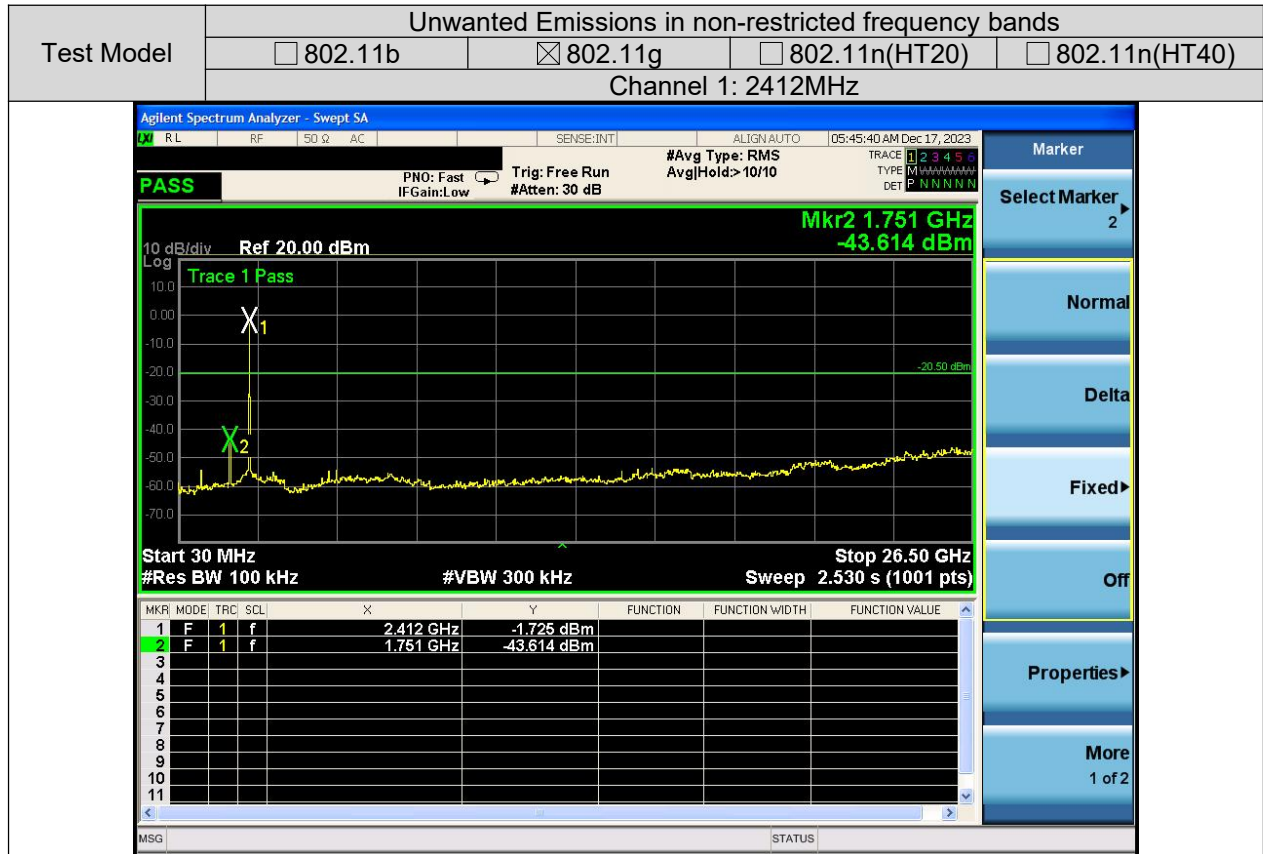 Test Model
Unwanted Emissions in non-restricted frequency bands
☐ 802.11b ☒ 802.11g ☐ 802.11n(HT20) ☐ 802.11n(HT40)
Channel 1: 2412MHz
Agilent Spectrum Analyzer - Swept SA
LXI RL RF 50 Ω AC SENSE:INT ALIGN AUTO 05:45:40 AM Dec 17, 2023
#Avg Type: RMS TRACE 1 2 3 4 5 6
PNO: Fast Trig: Free Run Avg|Hold:> 10/10 TYPE M
PASS IFGain:Low #Atten: 30 dB DET P N N N N N
Mkr2 1.751 GHz
-43.614 dBm
10 dB/div Ref 20.00 dBm
Log
Trace 1 Pass
10.0
0.00
1
-10.0
-20.0
-20.50 dBm
-30.0
-40.0
2
-50.0
-60.0
-70.0
Start 30 MHz Stop 26.50 GHz
#Res BW 100 kHz #VBW 300 kHz Sweep 2.530 s (1001 pts)
MKR MODE TRC SCL X Y FUNCTION FUNCTION WIDTH FUNCTION VALUE
1 F 1 f 2.412 GHz -1.725 dBm
2 F 1 f 1.751 GHz -43.614 dBm
3
4
5
6
7
8
9
10
11
MSG STATUS
Marker
Select Marker
2
Normal
Delta
Fixed
Off
Properties
More
1 of 2